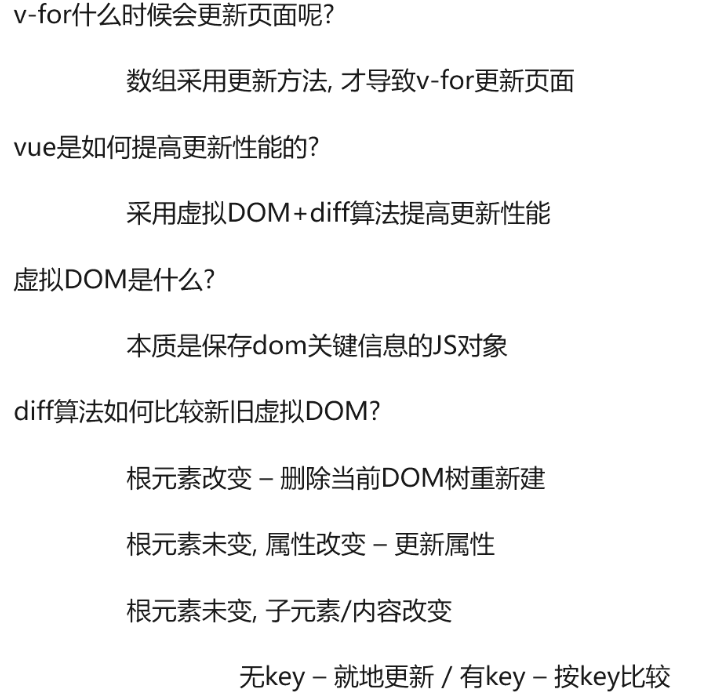 v-for什么时候会更新页面呢?
数组采用更新方法, 才导致v-for更新页面
vue是如何提高更新性能的?
采用虚拟DOM+diff算法提高更新性能
虚拟DOM是什么?
本质是保存dom关键信息的JS对象
diff算法如何比较新旧虚拟DOM?
根元素改变 – 删除当前DOM树重新建
根元素未变, 属性改变 – 更新属性
根元素未变, 子元素/内容改变
无key – 就地更新 / 有key – 按key比较